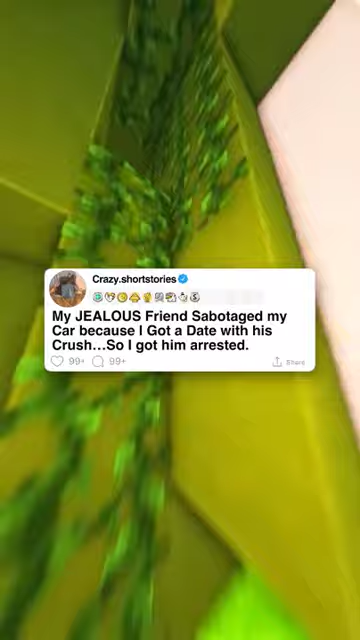 Crazy.shortstories
My JEALOUS Friend Sabotaged my
Car because I Got a Date with his
Crush...So I got him arrested.
99+ 99+ Share